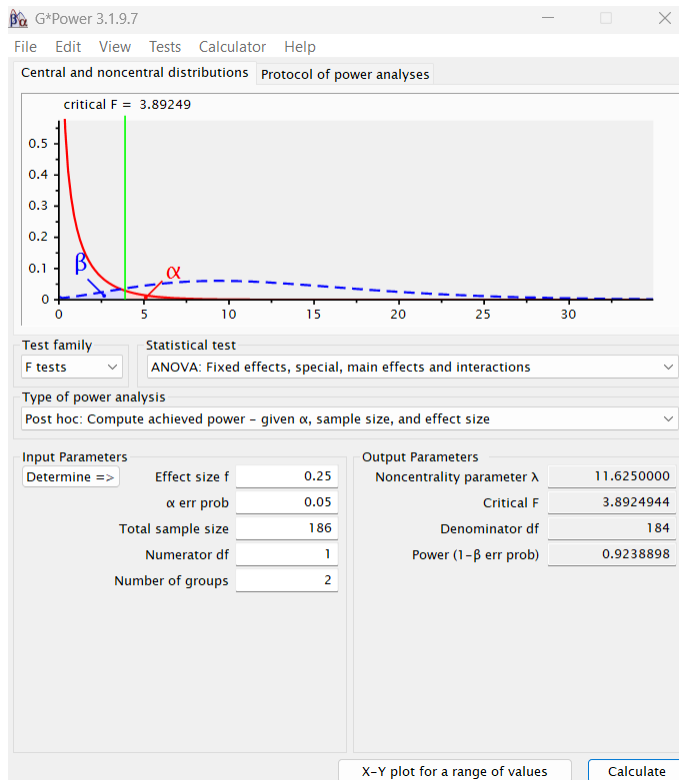 βα G*Power 3.1.9.7
File Edit View Tests Calculator Help
Central and noncentral distributions Protocol of power analyses
critical F = 3.89249
0.5
0.4
0.3
0.2
0.1
0
β
α
0 5 10 15 20 25 30
Test family Statistical test
F tests ANOVA: Fixed effects, special, main effects and interactions
Type of power analysis
Post hoc: Compute achieved power – given α, sample size, and effect size
Input Parameters Output Parameters
Determine => Effect size f 0.25 Noncentrality parameter λ 11.6250000
α err prob 0.05 Critical F 3.8924944
Total sample size 186 Denominator df 184
Numerator df 1 Power (1-β err prob) 0.9238898
Number of groups 2
X-Y plot for a range of values Calculate